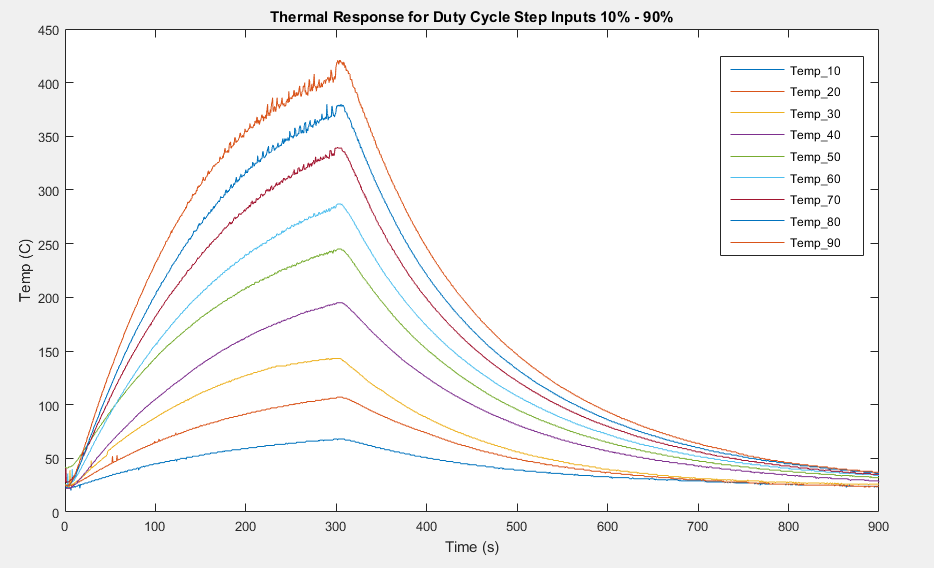 Thermal Response for Duty Cycle Step Inputs 10% - 90%
450
400
350
300
250
200
150
100
50
0
Temp (C)
Temp_10
Temp_20
Temp_30
Temp_40
Temp_50
Temp_60
Temp_70
Temp_80
Temp_90
0 100 200 300 400 500 600 700 800 900
Time (s)